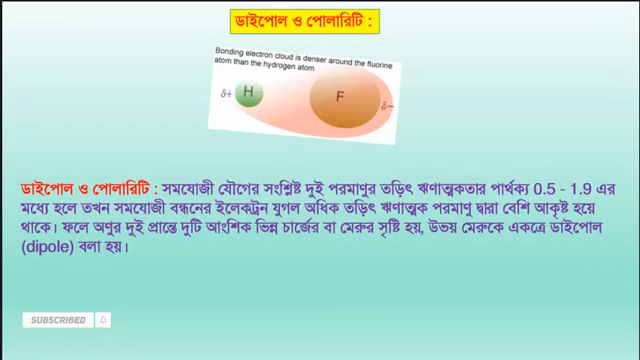 ডাইপোল ও পোলারিটি :
Bonding electron cloud is denser around the fluorine
atom than the hydrogen atom
δ+ H F δ−
ডাইপোল ও পোলারিটি : সমযোজী যৌগের সংশ্লিষ্ট দুই পরমাণুর তড়িৎ ঋণাত্মকতার পার্থক্য 0.5 - 1.9 এর
মধ্যে হলে তখন সমযোজী বন্ধনের ইলেকট্রন যুগল অধিক তড়িৎ ঋণাত্মক পরমাণু দ্বারা বেশি আকৃষ্ট হয়ে
থাকে। ফলে অণুর দুই প্রান্তে দুটি আংশিক ভিন্ন চার্জের বা মেরুর সৃষ্টি হয়, উভয় মেরুকে একত্রে ডাইপোল
(dipole) বলা হয়।
SUBSCRIBED